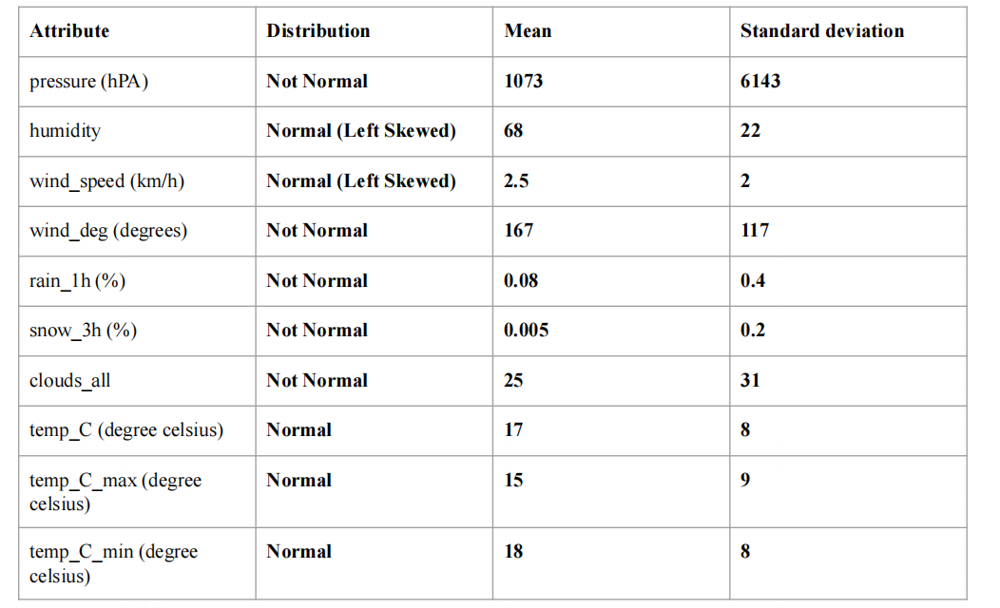 Attribute Distribution Mean Standard deviation
pressure (hPA) Not Normal 1073 6143
humidity Normal (Left Skewed) 68 22
wind_speed (km/h) Normal (Left Skewed) 2.5 2
wind_deg (degrees) Not Normal 167 117
rain_1h (%) Not Normal 0.08 0.4
snow_3h (%) Not Normal 0.005 0.2
clouds_all Not Normal 25 31
temp_C (degree celsius) Normal 17 8
temp_C_max (degree Normal 15 9
celsius)
temp_C_min (degree Normal 18 8
celsius)